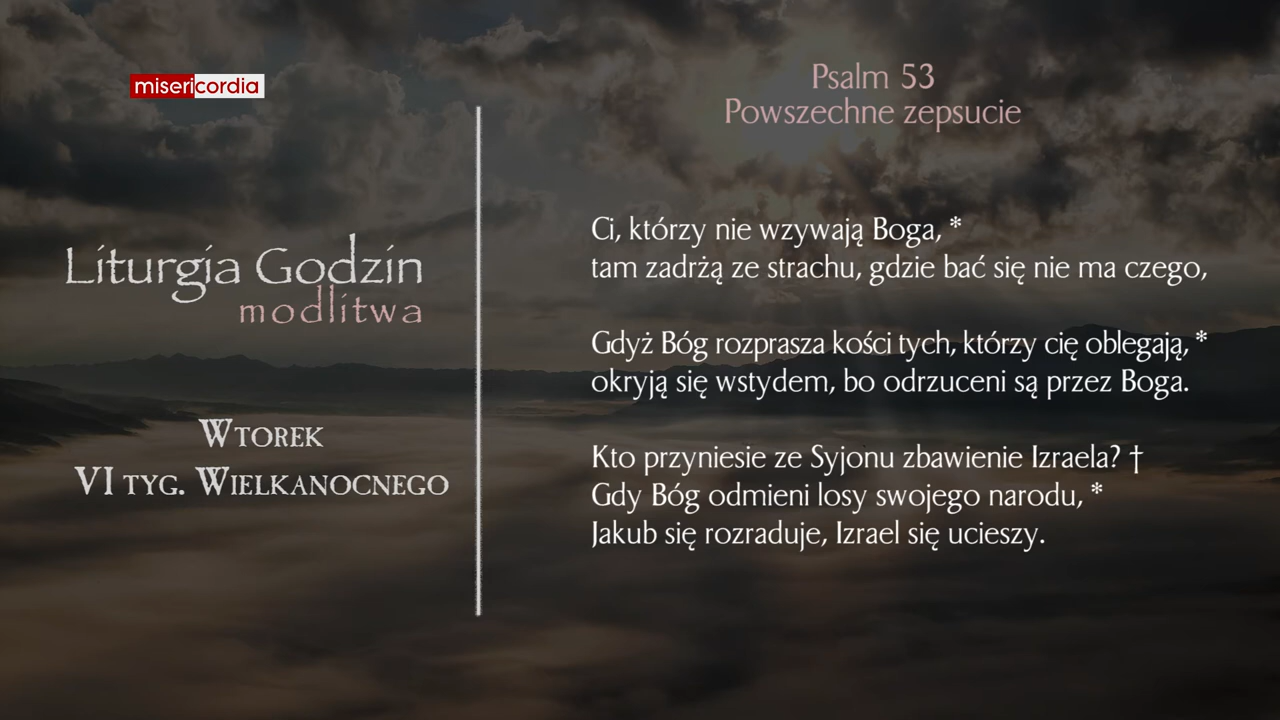 misericordia
Liturgia Godzin
modlitwa
Wtorek
VI tyg. Wielkanocnego
Psalm 53
Powszechne zepsucie
Ci, którzy nie wzywają Boga, *
tam zadrżą ze strachu, gdzie bać się nie ma czego,
Gdyż Bóg rozprasza kości tych, którzy cię oblegają, *
okryją się wstydem, bo odrzuceni są przez Boga.
Kto przyniesie ze Syjonu zbawienie Izraela? †
Gdy Bóg odmieni losy swojego narodu, *
Jakub się rozraduje, Izrael się ucieszy.